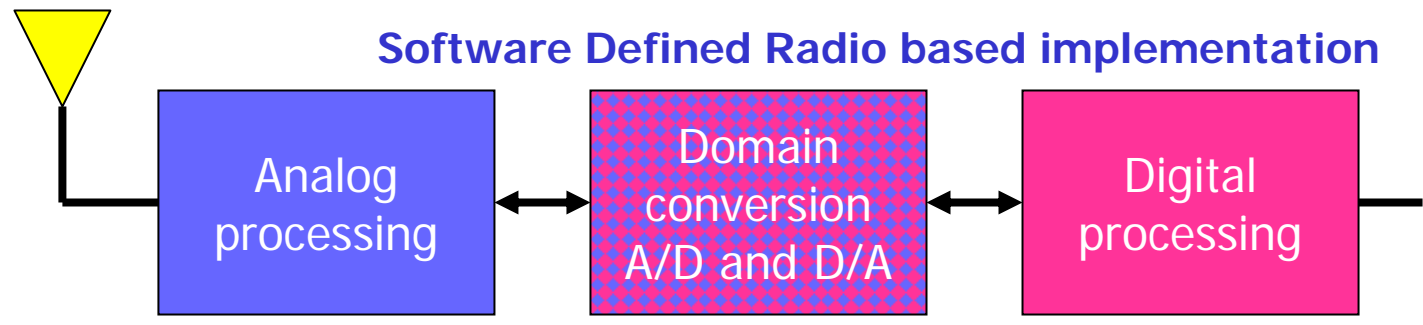 Software Defined Radio based implementation
Analog
processing
Domain
conversion
A/D and D/A
Digital
processing